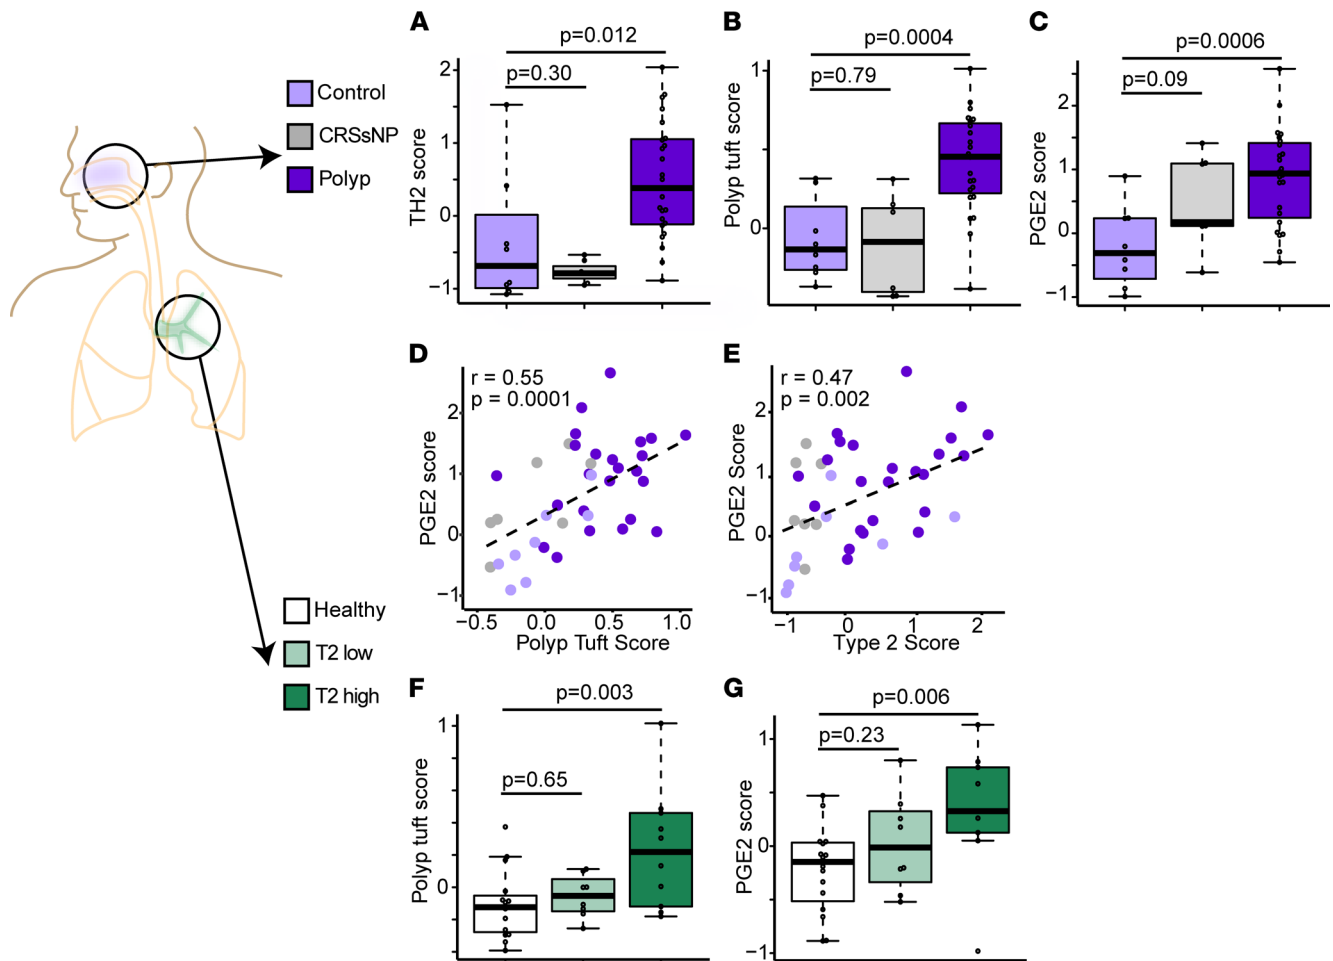 A
p=0.012
p=0.30
TH2 score
2
1
0
−1
B
p=0.0004
p=0.79
Polyp tuft score
1
0
C
p=0.0006
p=0.09
PGE2 score
2
1
0
−1
Control
CRSsNP
Polyp
D
r = 0.55
p = 0.0001
PGE2 score
2
1
0
−1
−0.5 0.0 0.5 1.0
Polyp Tuft Score
E
r = 0.47
p = 0.002
PGE2 Score
2
1
0
−1
−1 0 1 2
Type 2 Score
Healthy
T2 low
T2 high
F
p=0.003
p=0.65
Polyp tuft score
1
0
G
p=0.006
p=0.23
PGE2 score
1
0
−1